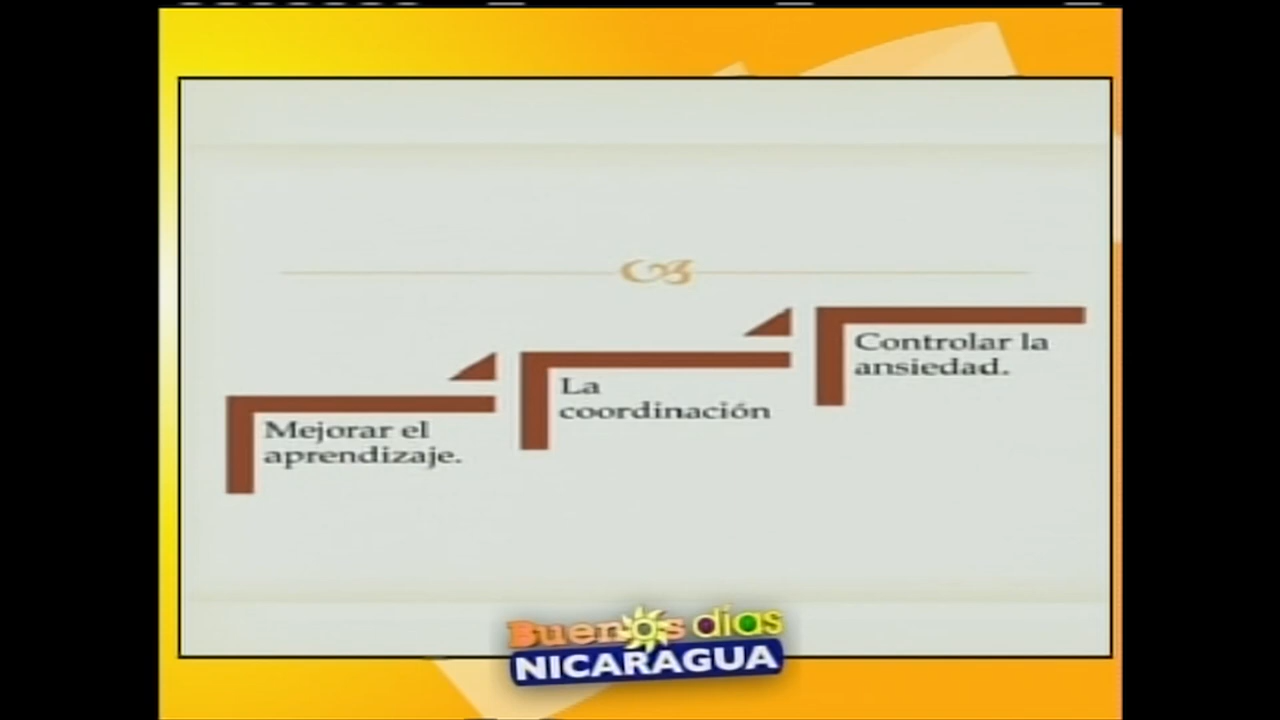 Mejorar el
aprendizaje.
La
coordinación
Controlar la
ansiedad.
Buenos días
NICARAGUA